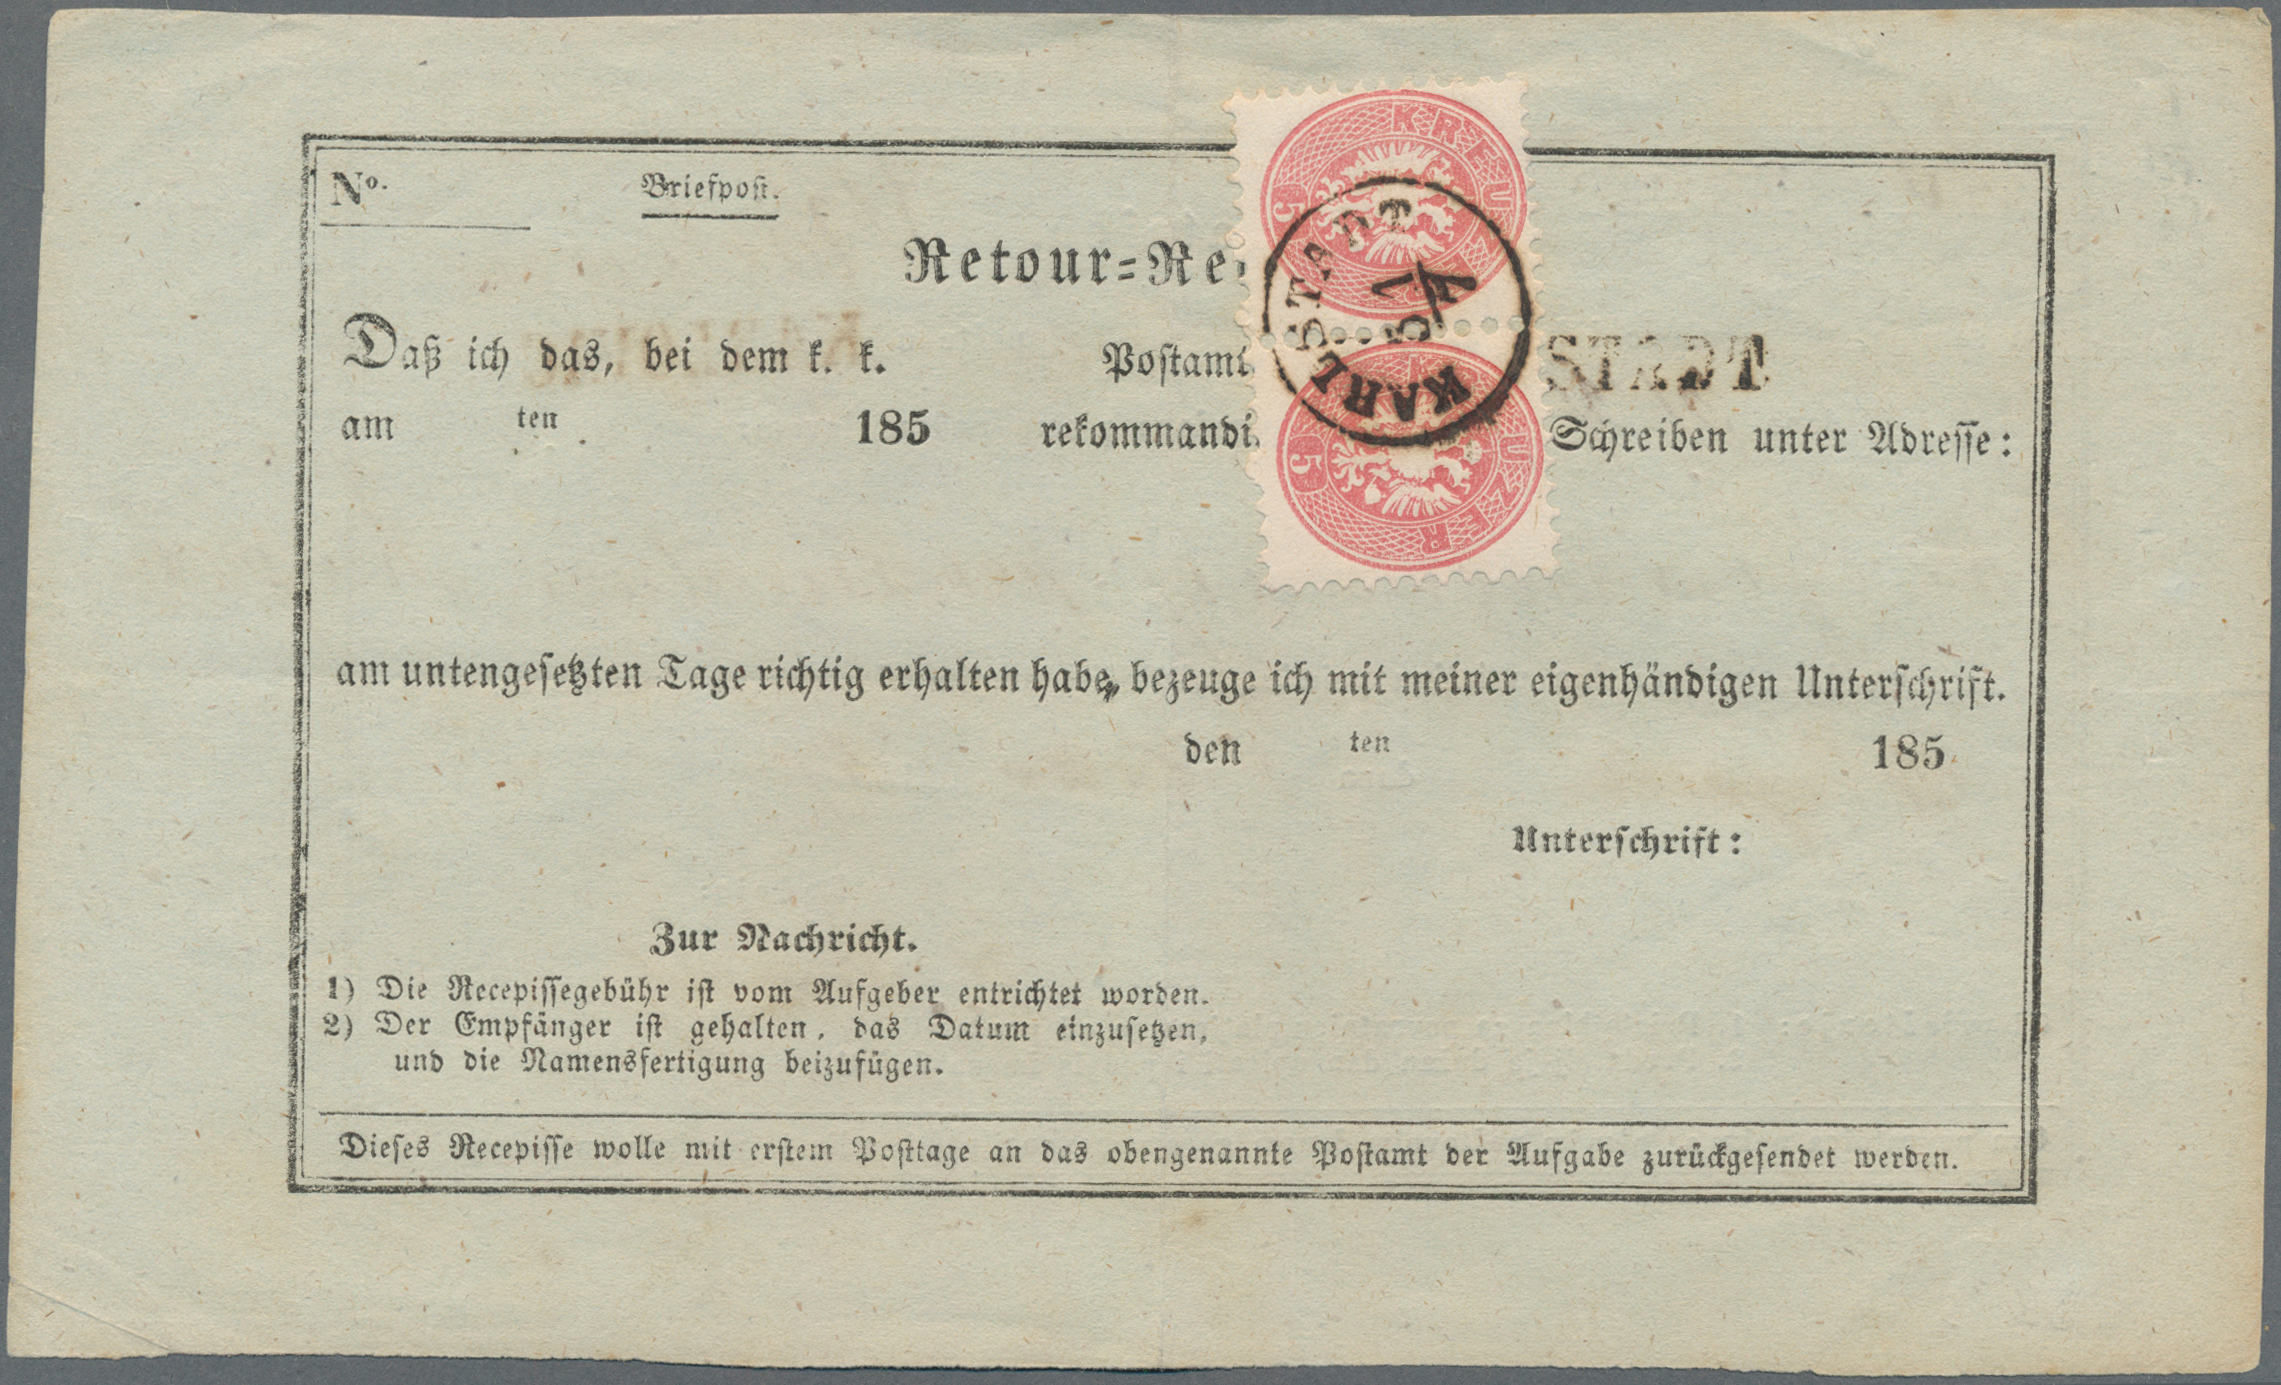 No. Briefpost.
Retour=Re
Daß ich das, bei dem k. k. Postamt STADT
am ten 185 rekommandi Schreiben unter Adresse:
am untengesetzten Tage richtig erhalten habe, bezeuge ich mit meiner eigenhändigen Unterschrift.
den ten 185
Unterschrift:
Zur Nachricht.
1) Die Recepissegebühr ist vom Aufgeber entrichtet worden.
2) Der Empfänger ist gehalten, das Datum einzusetzen,
und die Namensfertigung beizufügen.
Dieses Recepisse wolle mit erstem Posttage an das obengenannte Postamt der Aufgabe zurückgesendet werden.
5 KREUZER
5 KREUZER
KARLSTADT